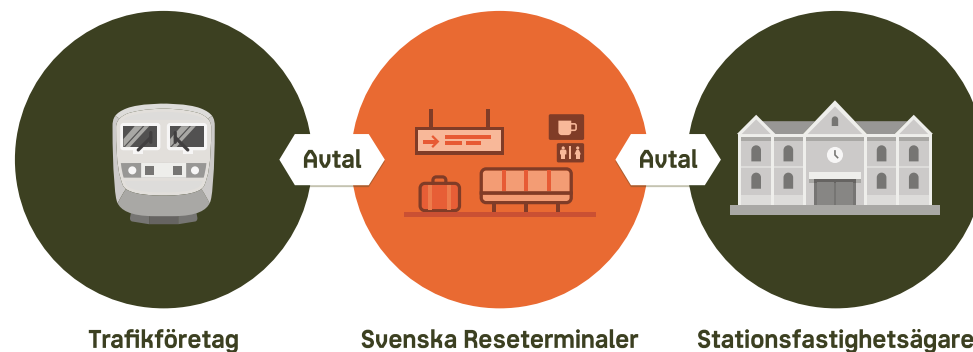 Avtal
Avtal
Trafikföretag
Svenska Reseterminaler
Stationsfastighetsägare